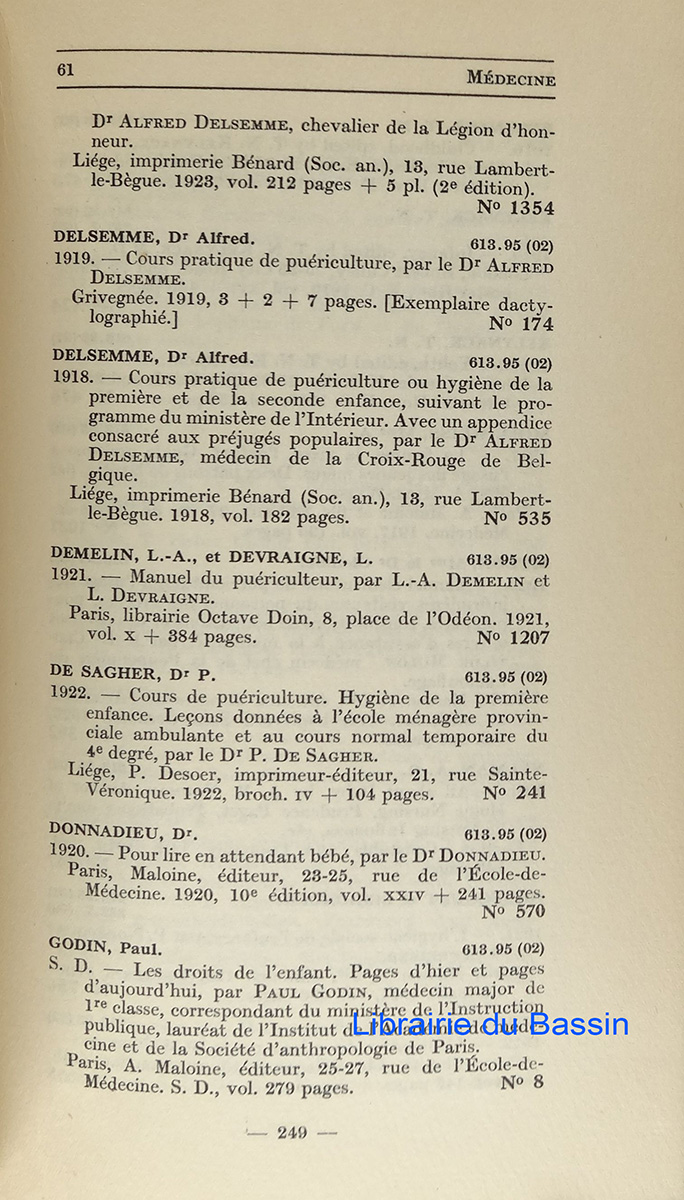 61
MÉDECINE
Dr ALFRED DELSEMME, chevalier de la Légion d'hon-
neur.
Liége, imprimerie Bénard (Soc. an.), 13, rue Lambert-
le-Bègue. 1923, vol. 212 pages + 5 pl. (2e édition).
No 1354
DELSEMME, Dr Alfred. 613.95 (02)
1919. — Cours pratique de puériculture, par le Dr ALFRED
DELSEMME.
Grivegnée. 1919, 3 + 2 + 7 pages. [Exemplaire dacty-
lographié.] No 174
DELSEMME, Dr Alfred. 613.95 (02)
1918. — Cours pratique de puériculture ou hygiène de la
première et de la seconde enfance, suivant le pro-
gramme du ministère de l'Intérieur. Avec un appendice
consacré aux préjugés populaires, par le Dr ALFRED
DELSEMME, médecin de la Croix-Rouge de Bel-
gique.
Liége, imprimerie Bénard (Soc. an.), 13, rue Lambert-
le-Bègue. 1918, vol. 182 pages. No 535
DEMELIN, L.-A., et DEVRAIGNE, L. 613.95 (02)
1921. — Manuel du puériculteur, par L.-A. DEMELIN et
L. DEVRAIGNE.
Paris, librairie Octave Doin, 8, place de l'Odéon. 1921,
vol. X + 384 pages. No 1207
DE SAGHER, Dr P. 613.95 (02)
1922. — Cours de puériculture. Hygiène de la première
enfance. Leçons données à l'école ménagère provin-
ciale ambulante et au cours normal temporaire du
4e degré, par le Dr P. DE SAGHER.
Liége, P. Desoer, imprimeur-éditeur, 21, rue Sainte-
Véronique. 1922, broch. IV + 104 pages. No 241
DONNADIEU, Dr. 613.95 (02)
1920. — Pour lire en attendant bébé, par le Dr DONNADIEU.
Paris, Maloine, éditeur, 23-25, rue de l'École-de-
Médecine. 1920, 10e édition, vol. XXIV + 241 pages.
No 570
GODIN, Paul. 613.95 (02)
S. D. — Les droits de l'enfant. Pages d'hier et pages
d'aujourd'hui, par PAUL GODIN, médecin major de
1re classe, correspondant du ministère de l'Instruction
publique, lauréat de l'Institut de l'Académie de méde-
cine et de la Société d'anthropologie de Paris.
Paris, A. Maloine, éditeur, 25-27, rue de l'École-de-
Médecine. S. D., vol. 279 pages. No 8
Librairie du Bassin
— 249 —